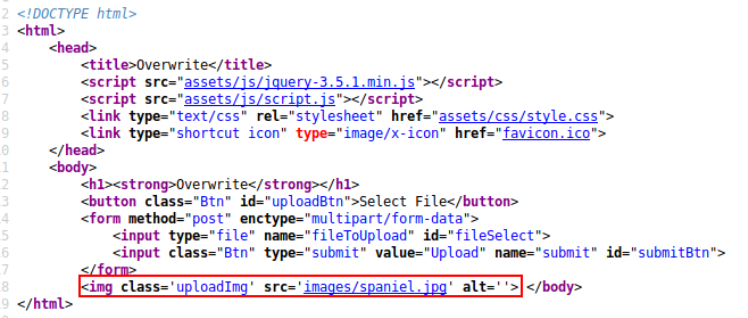 2 <!DOCTYPE html>
3 <html>
4     <head>
5         <title>Overwrite</title>
6         <script src="assets/js/jquery-3.5.1.min.js"></script>
7         <script src="assets/js/script.js"></script>
8         <link type="text/css" rel="stylesheet" href="assets/css/style.css">
9         <link type="shortcut icon" type="image/x-icon" href="favicon.ico">
0     </head>
1     <body>
2         <h1><strong>Overwrite</strong></h1>
3         <button class="Btn" id="uploadBtn">Select File</button>
4         <form method="post" enctype="multipart/form-data">
5             <input type="file" name="fileToUpload" id="fileSelect">
6             <input class="Btn" type="submit" value="Upload" name="submit" id="submitBtn">
7         </form>
8         <img class='uploadImg' src='images/spaniel.jpg' alt=''> </body>
9 </html>